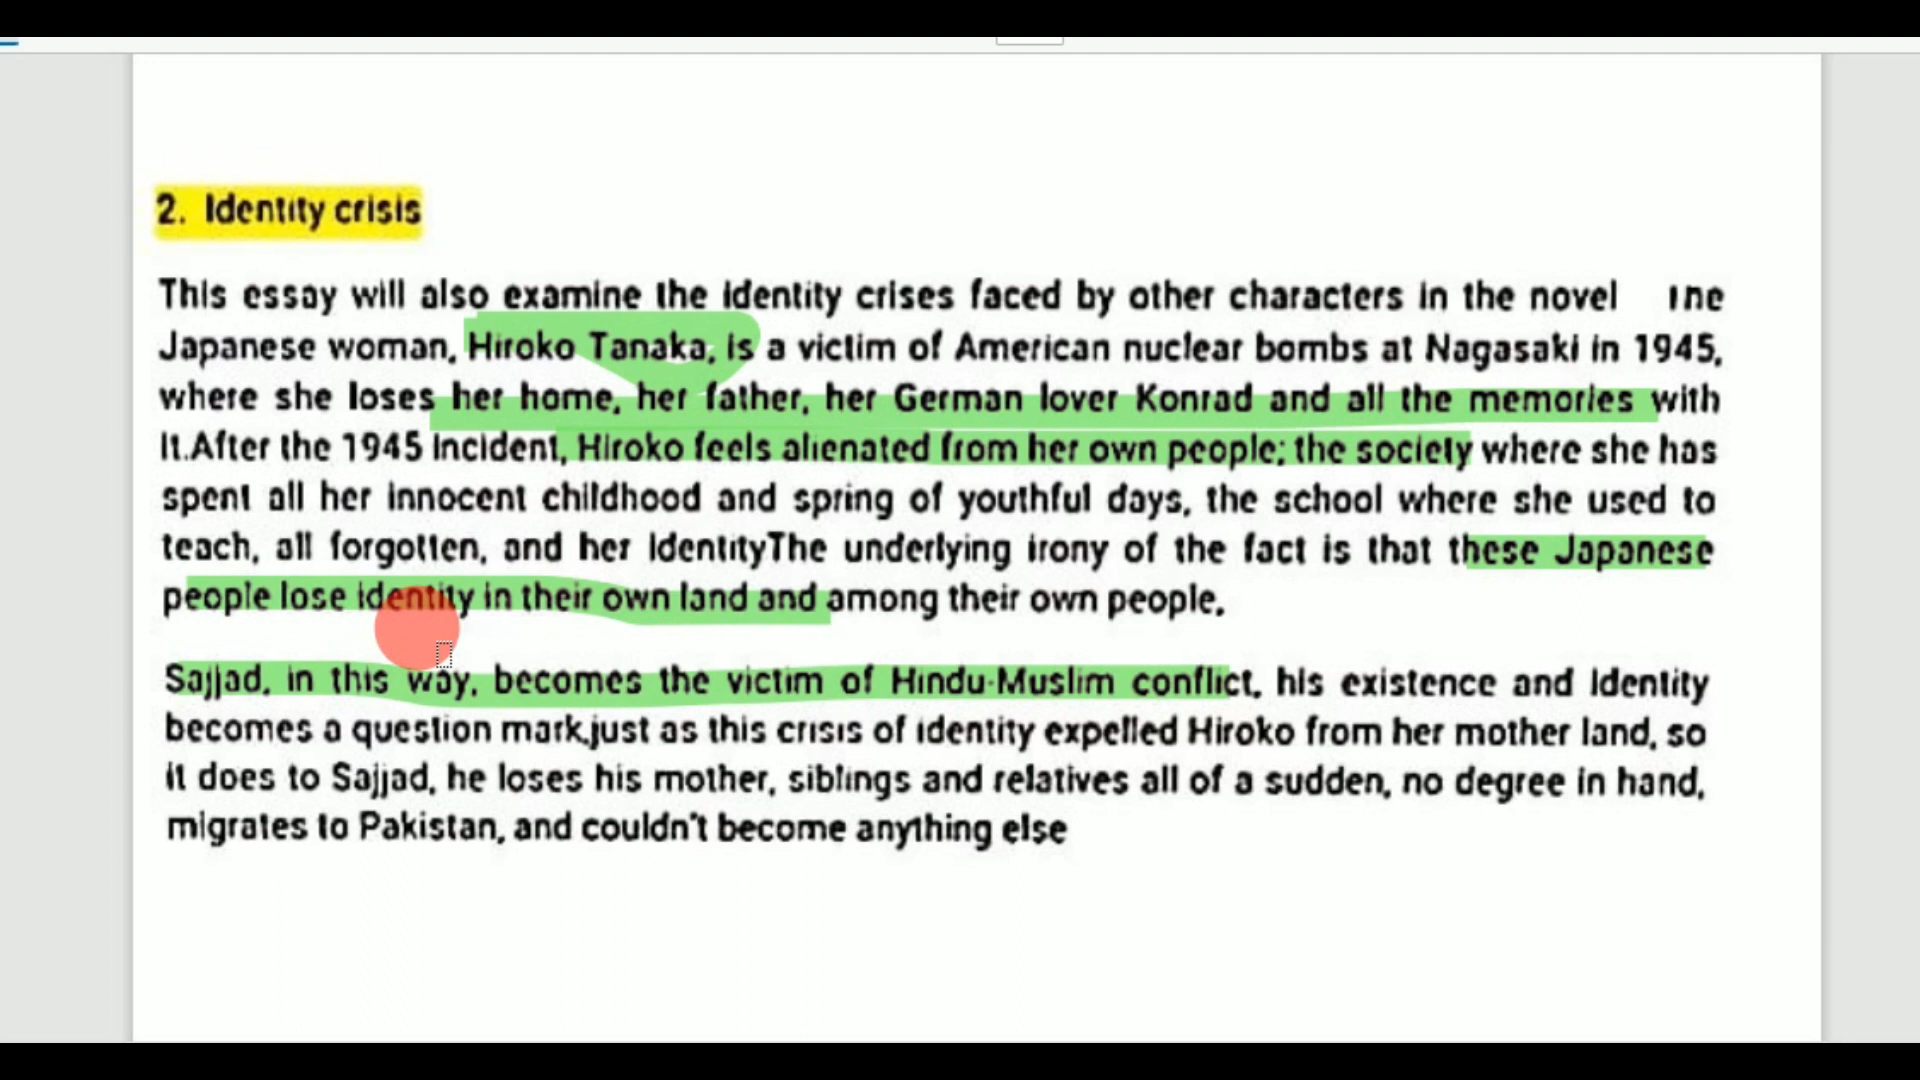 2. Identity crisis
This essay will also examine the identity crises faced by other characters in the novel The
Japanese woman, Hiroko Tanaka, is a victim of American nuclear bombs at Nagasaki in 1945,
where she loses her home, her father, her German lover Konrad and all the memories with
it.After the 1945 incident, Hiroko feels alienated from her own people; the society where she has
spent all her innocent childhood and spring of youthful days, the school where she used to
teach, all forgotten, and her identityThe underlying irony of the fact is that these Japanese
people lose identity in their own land and among their own people.
Sajjad, in this way, becomes the victim of Hindu-Muslim conflict, his existence and identity
becomes a question mark,just as this crisis of identity expelled Hiroko from her mother land, so
it does to Sajjad, he loses his mother, siblings and relatives all of a sudden, no degree in hand,
migrates to Pakistan, and couldn't become anything else